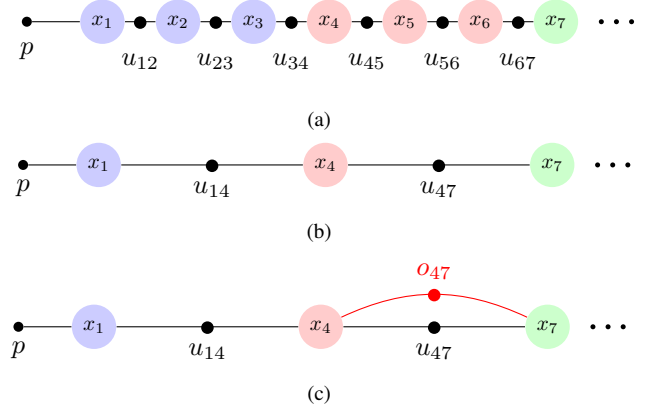 x₁ x₂ x₃ x₄ x₅ x₆ x₇ ···
p u₁₂ u₂₃ u₃₄ u₄₅ u₅₆ u₆₇
(a)
x₁ x₄ x₇ ···
p u₁₄ u₄₇
(b)
o₄₇
x₁ x₄ x₇ ···
p u₁₄ u₄₇
(c)